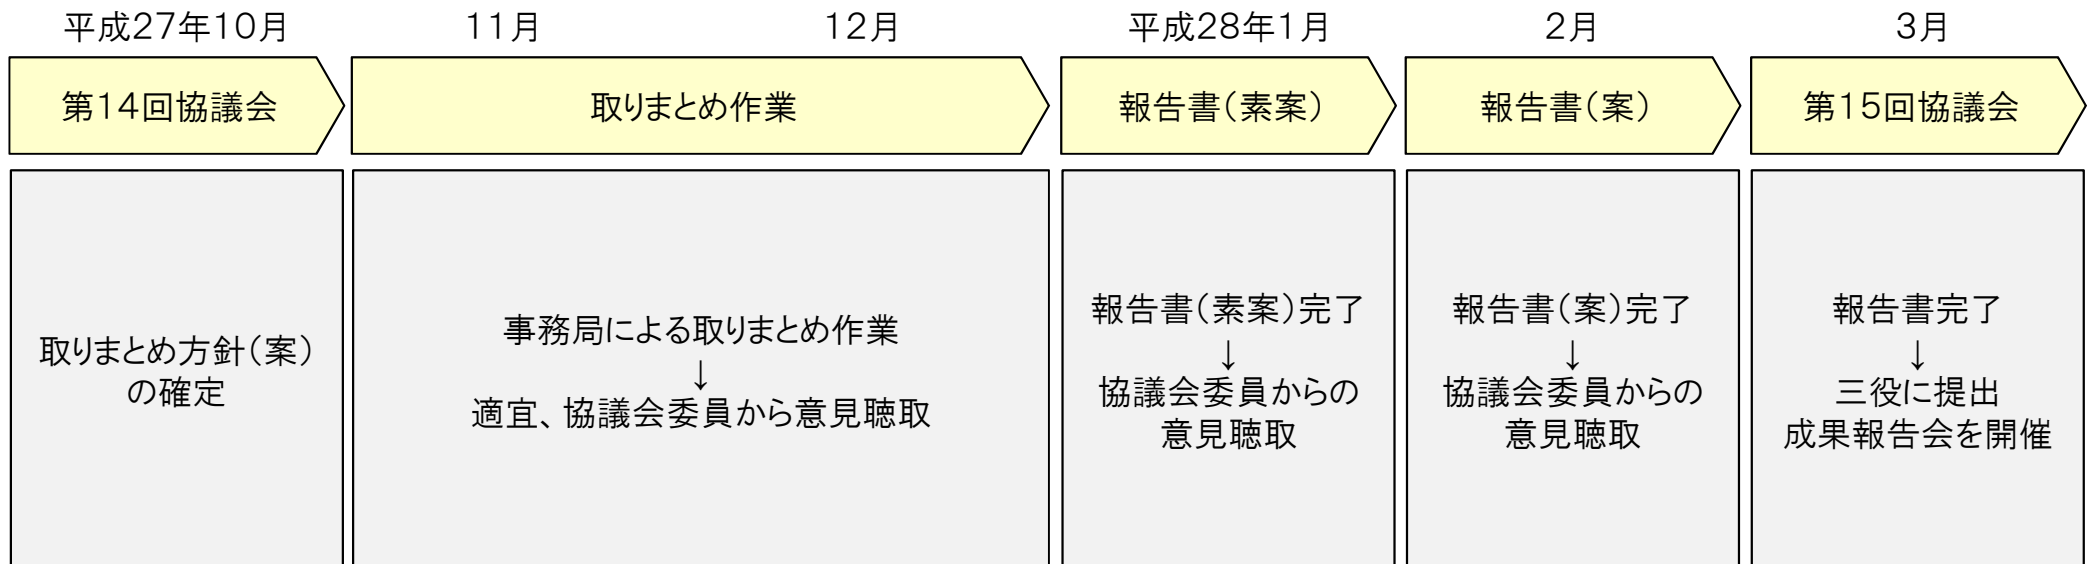 平成27年10月
11月
12月
平成28年1月
2月
3月
第14回協議会
取りまとめ作業
報告書(素案)
報告書(案)
第15回協議会
取りまとめ方針(案)
の確定
事務局による取りまとめ作業
↓
適宜、協議会委員から意見聴取
報告書(素案)完了
↓
協議会委員からの
意見聴取
報告書(案)完了
↓
協議会委員からの
意見聴取
報告書完了
↓
三役に提出
成果報告会を開催